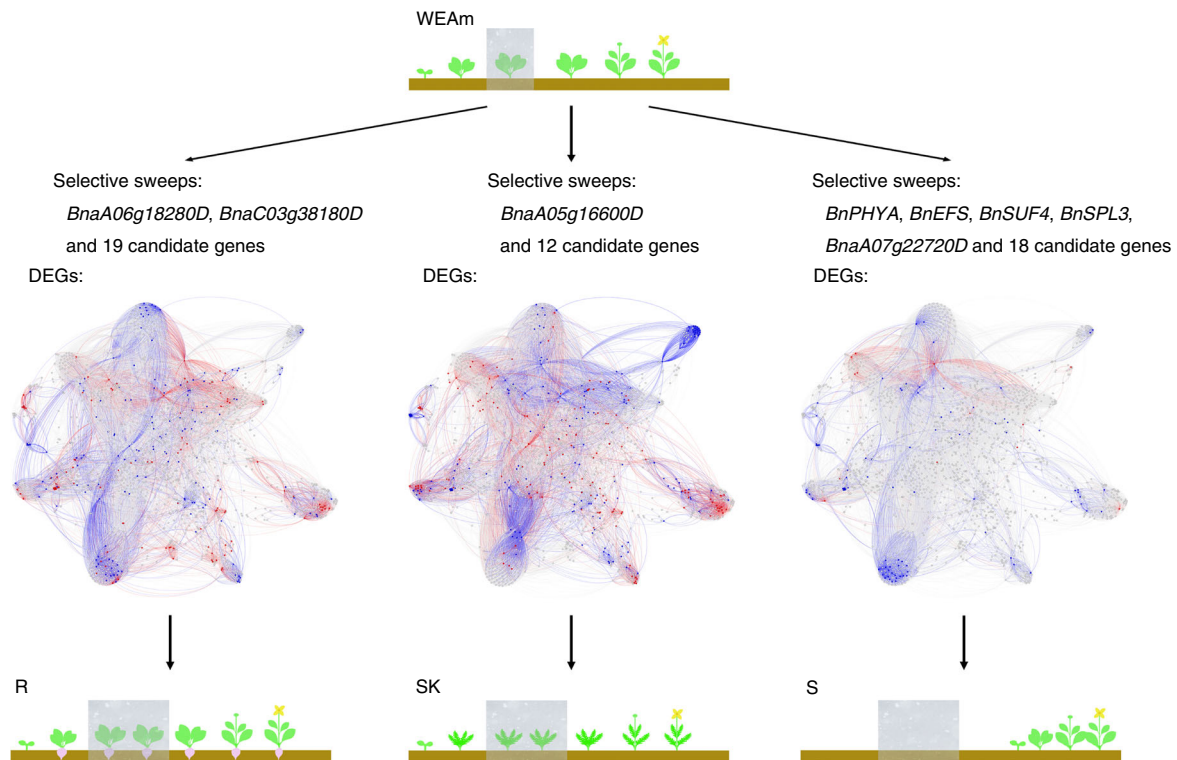 WEAm
Selective sweeps:
BnaA06g18280D, BnaC03g38180D
and 19 candidate genes
DEGs:
Selective sweeps:
BnaA05g16600D
and 12 candidate genes
DEGs:
Selective sweeps:
BnPHYA, BnEFS, BnSUF4, BnSPL3,
BnaA07g22720D and 18 candidate genes
DEGs:
R
SK
S